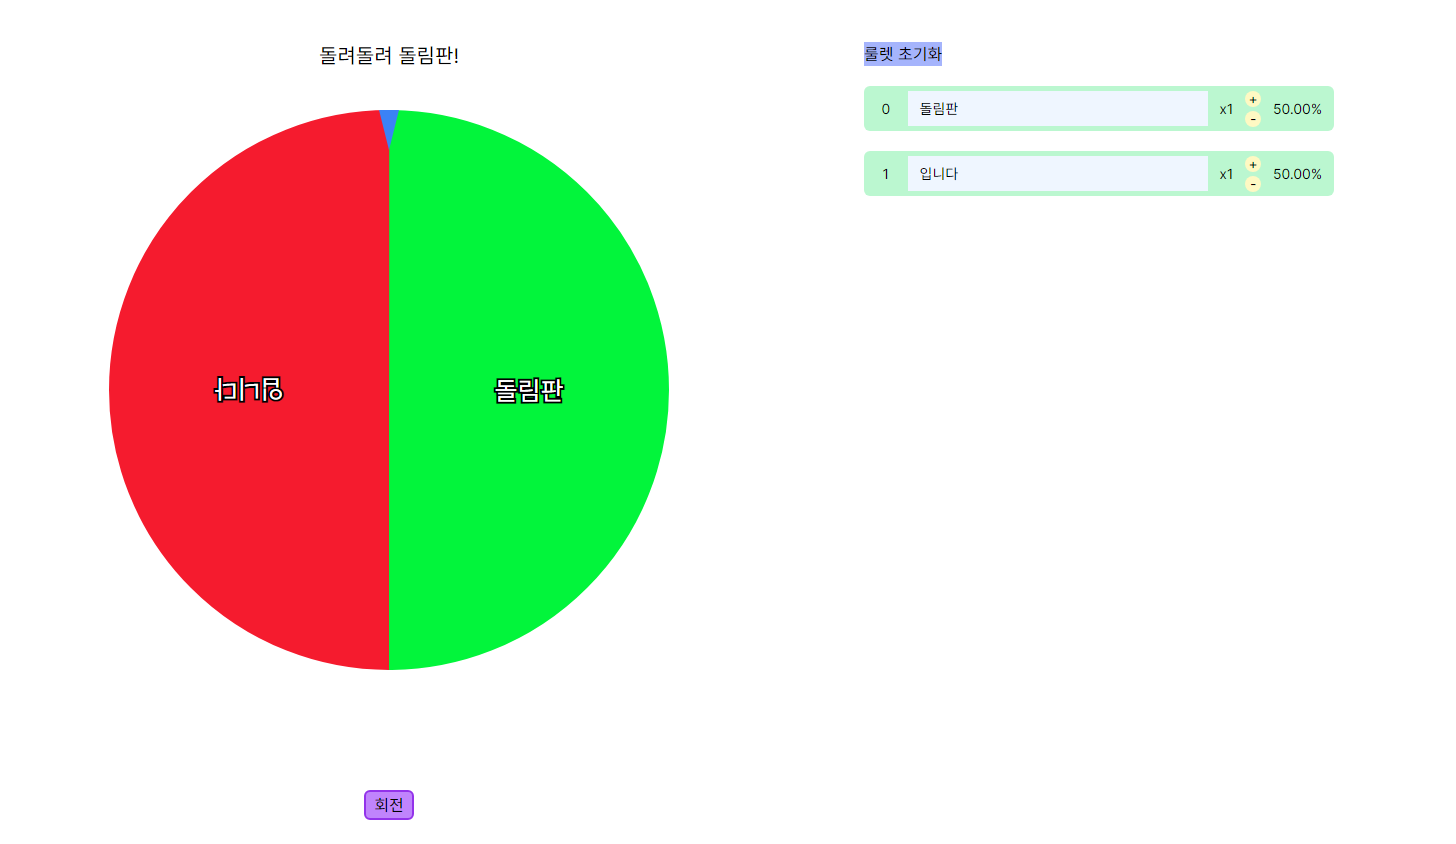 돌려돌려 돌림판!
입니다
돌림판
회전
룰렛 초기화
0 돌림판 x1 + - 50.00%
1 입니다 x1 + - 50.00%